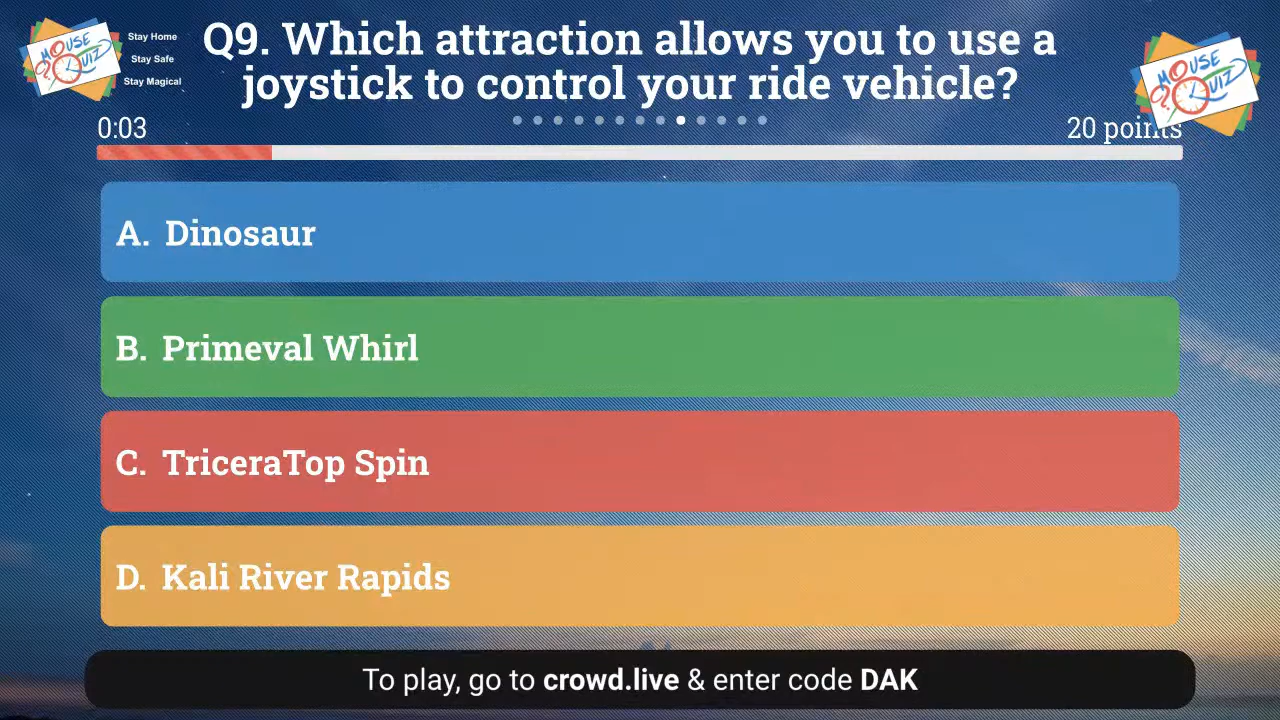 MOUSE
QUIZ
Stay Home
Stay Safe
Stay Magical
Q9. Which attraction allows you to use a
joystick to control your ride vehicle?
MOUSE
QUIZ
0:03
20 points
A. Dinosaur
B. Primeval Whirl
C. TriceraTop Spin
D. Kali River Rapids
To play, go to crowd.live & enter code DAK